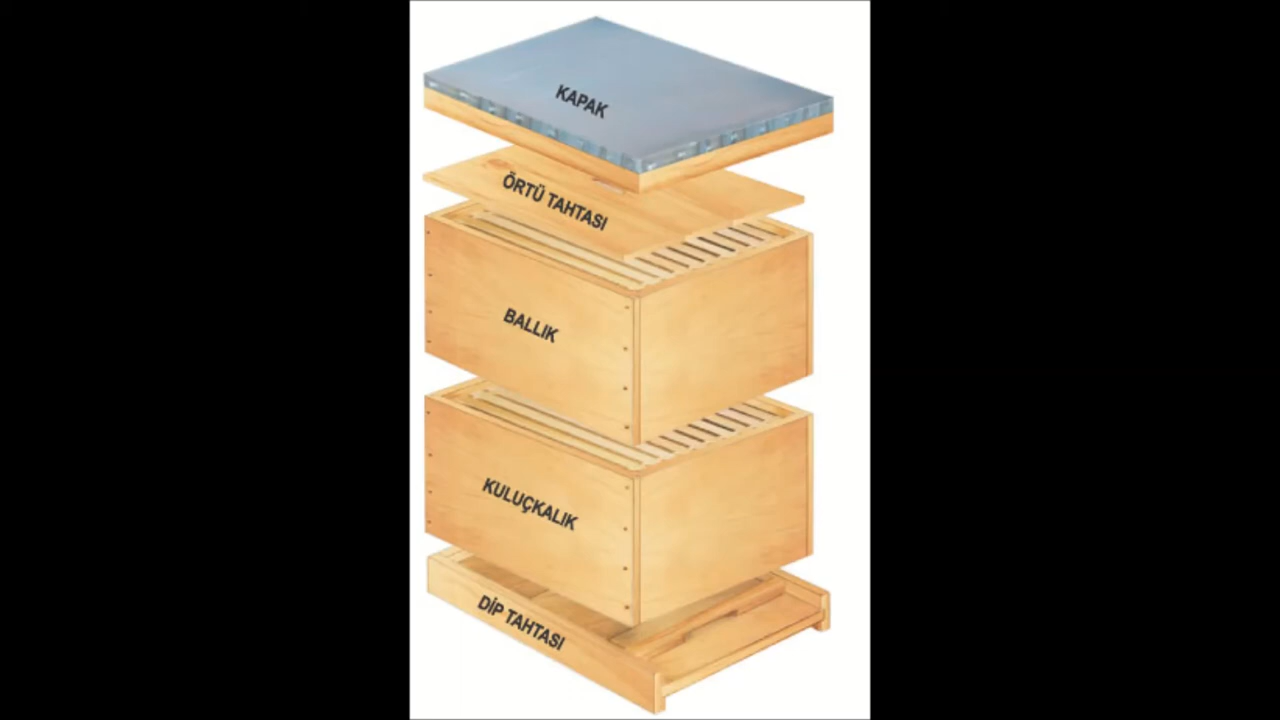 KAPAK
ÖRTÜ TAHTASI
BALLIK
KULUÇKALIK
DİP TAHTASI